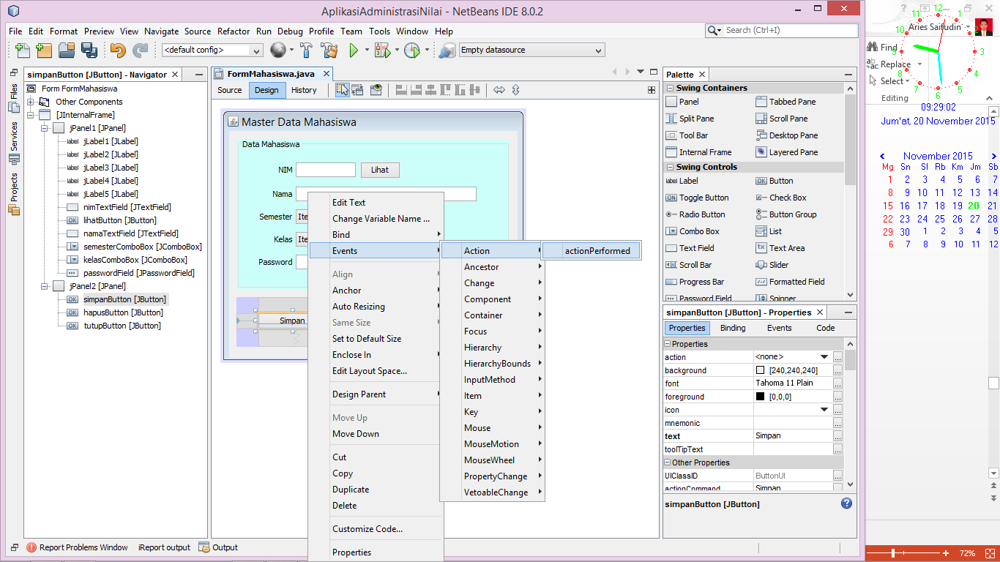 AplikasiAdministrasiNilai - NetBeans IDE 8.0.2
File Edit Format Preview View Navigate Source Refactor Run Debug Profile Team Tools Window Help
Search (Ctrl+I)
<default config>
Empty datasource
Files
Services
Projects
simpanButton [JButton] - Navigator
Form FormMahasiswa
Other Components
[JInternalFrame]
jPanel1 [JPanel]
label jLabel1 [JLabel]
label jLabel2 [JLabel]
label jLabel3 [JLabel]
label jLabel4 [JLabel]
label jLabel5 [JLabel]
nimTextField [JTextField]
OK lihatButton [JButton]
namaTextField [JTextField]
semesterComboBox [JComboBox]
kelasComboBox [JComboBox]
passwordField [JPasswordField]
jPanel2 [JPanel]
OK simpanButton [JButton]
OK hapusButton [JButton]
OK tutupButton [JButton]
FormMahasiswa.java
Source Design History
Master Data Mahasiswa
Data Mahasiswa
NIM Lihat
Nama
Semester Ite
Kelas Ite
Password
Simpan
Edit Text
Change Variable Name ...
Bind
Events
Align
Anchor
Auto Resizing
Same Size
Set to Default Size
Enclose In
Edit Layout Space...
Design Parent
Move Up
Move Down
Cut
Copy
Duplicate
Delete
Customize Code...
Properties
Action
Ancestor
Change
Component
Container
Focus
Hierarchy
HierarchyBounds
InputMethod
Item
Key
Mouse
MouseMotion
MouseWheel
PropertyChange
VetoableChange
actionPerformed
Palette
Swing Containers
Panel Tabbed Pane
Split Pane Scroll Pane
Tool Bar Desktop Pane
Internal Frame Layered Pane
Swing Controls
label Label OK Button
ON Toggle Button Check Box
Radio Button Button Group
Combo Box List
Text Field Text Area
Scroll Bar Slider
Progress Bar Formatted Field
Password Field Spinner
simpanButton [JButton] - Properties
Properties Binding Events Code
Properties
action <none>
background [240,240,240]
font Tahoma 11 Plain
foreground [0,0,0]
icon
mnemonic
text Simpan
toolTipText
Other Properties
UIClassID ButtonUI
actionCommand Simpan
simpanButton [JButton]
Report Problems Window iReport output Output
Aries Saifudin
Find
Replace
Select
Editing
12 1 2 3 4 5 6 7 8 9 10 11
09:29:02
Jum'at, 20 November 2015
November 2015
Mg Sn Sl Rb Km Jm Sb
1 2 3 4 5 6 7
8 9 10 11 12 13 14
15 16 17 18 19 20 21
22 23 24 25 26 27 28
29 30 1 2 3 4 5
6 7 8 9 10 11 12
72%